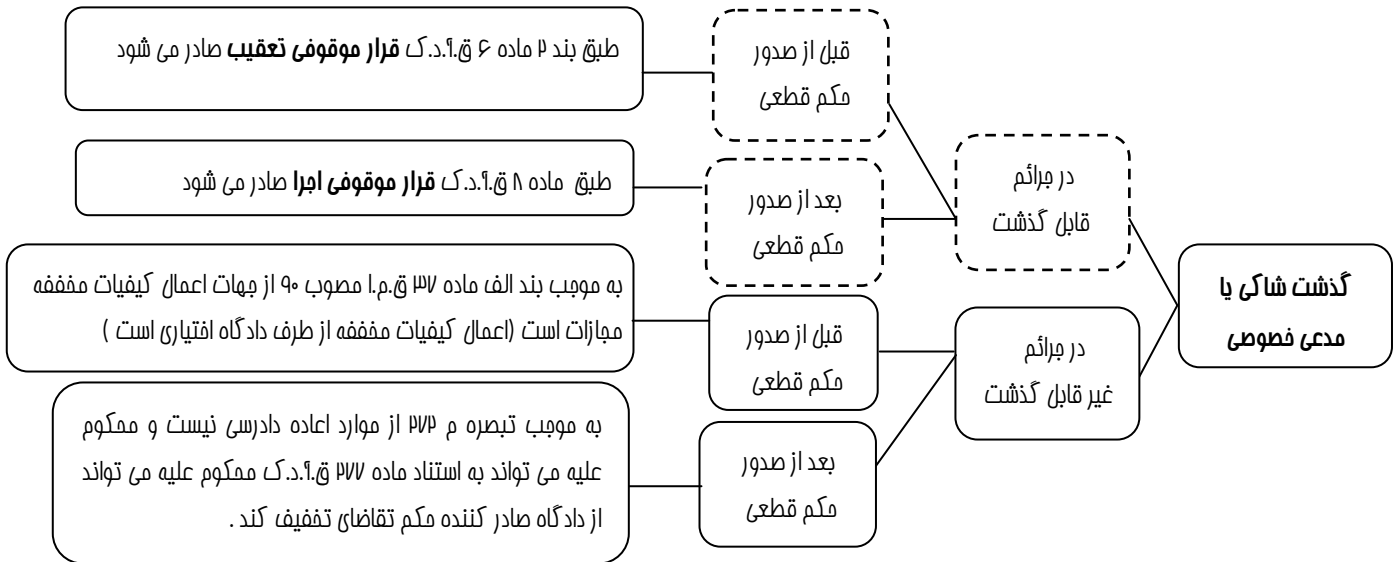 گذشت شاکی یا
مدعی خصوصی
در جرائم
قابل گذشت
قبل از صدور
حکم قطعی
طبق بند ۲ ماده ۶ ق.آ.د.ک قرار موقوفی تعقیب صادر می شود
بعد از صدور
حکم قطعی
طبق ماده ۸ ق.آ.د.ک قرار موقوفی اجرا صادر می شود
در جرائم
غیر قابل گذشت
قبل از صدور
حکم قطعی
به موجب بند الف ماده ۳۷ ق.م.ا مصوب ۹۰ از جهات اعمال کیفیات مخففه
مجازات است (اعمال کیفیات مخففه از طرف دادگاه اختیاری است )
بعد از صدور
حکم قطعی
به موجب تبصره م ۲۷۲ از موارد اعاده دادرسی نیست و محکوم
علیه می تواند به استناد ماده ۲۷۷ ق.آ.د.ک محکوم علیه می تواند
از دادگاه صادر کننده حکم تقاضای تخفیف کند .